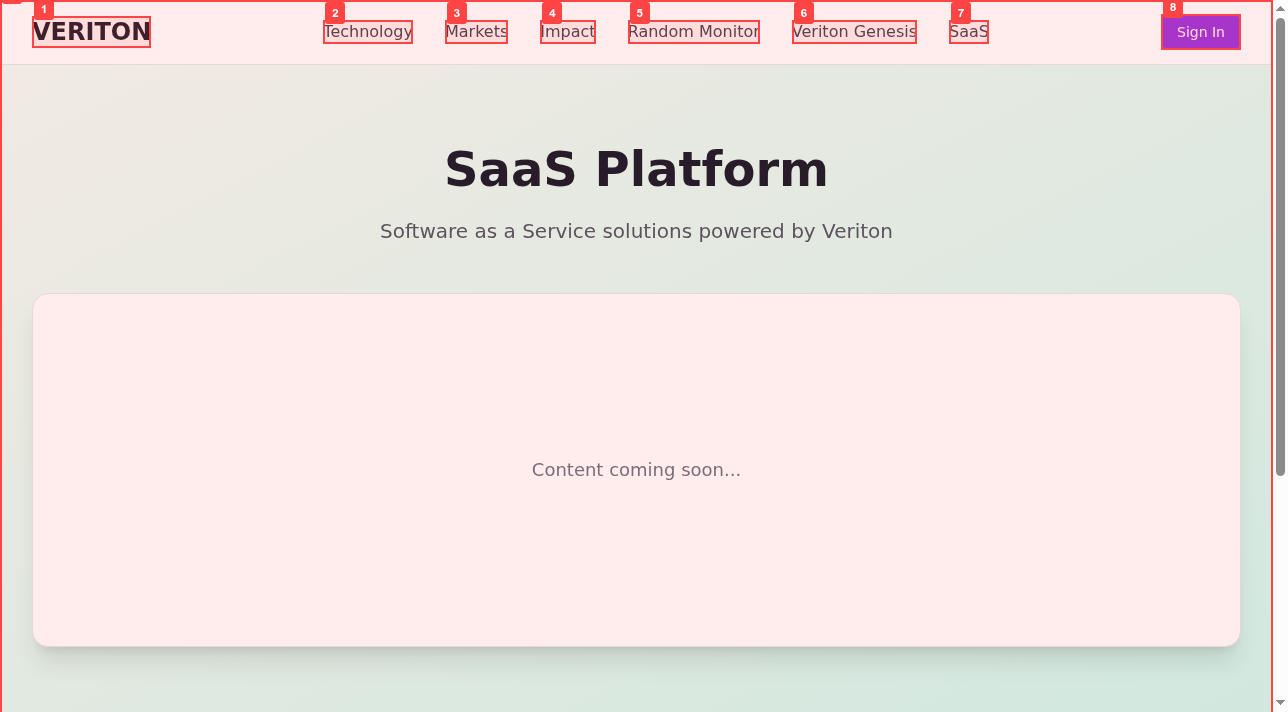 1 2 3 4 5 6 7 8
VERITON Technology Markets Impact Random Monitor Veriton Genesis SaaS Sign In
SaaS Platform
Software as a Service solutions powered by Veriton
Content coming soon...